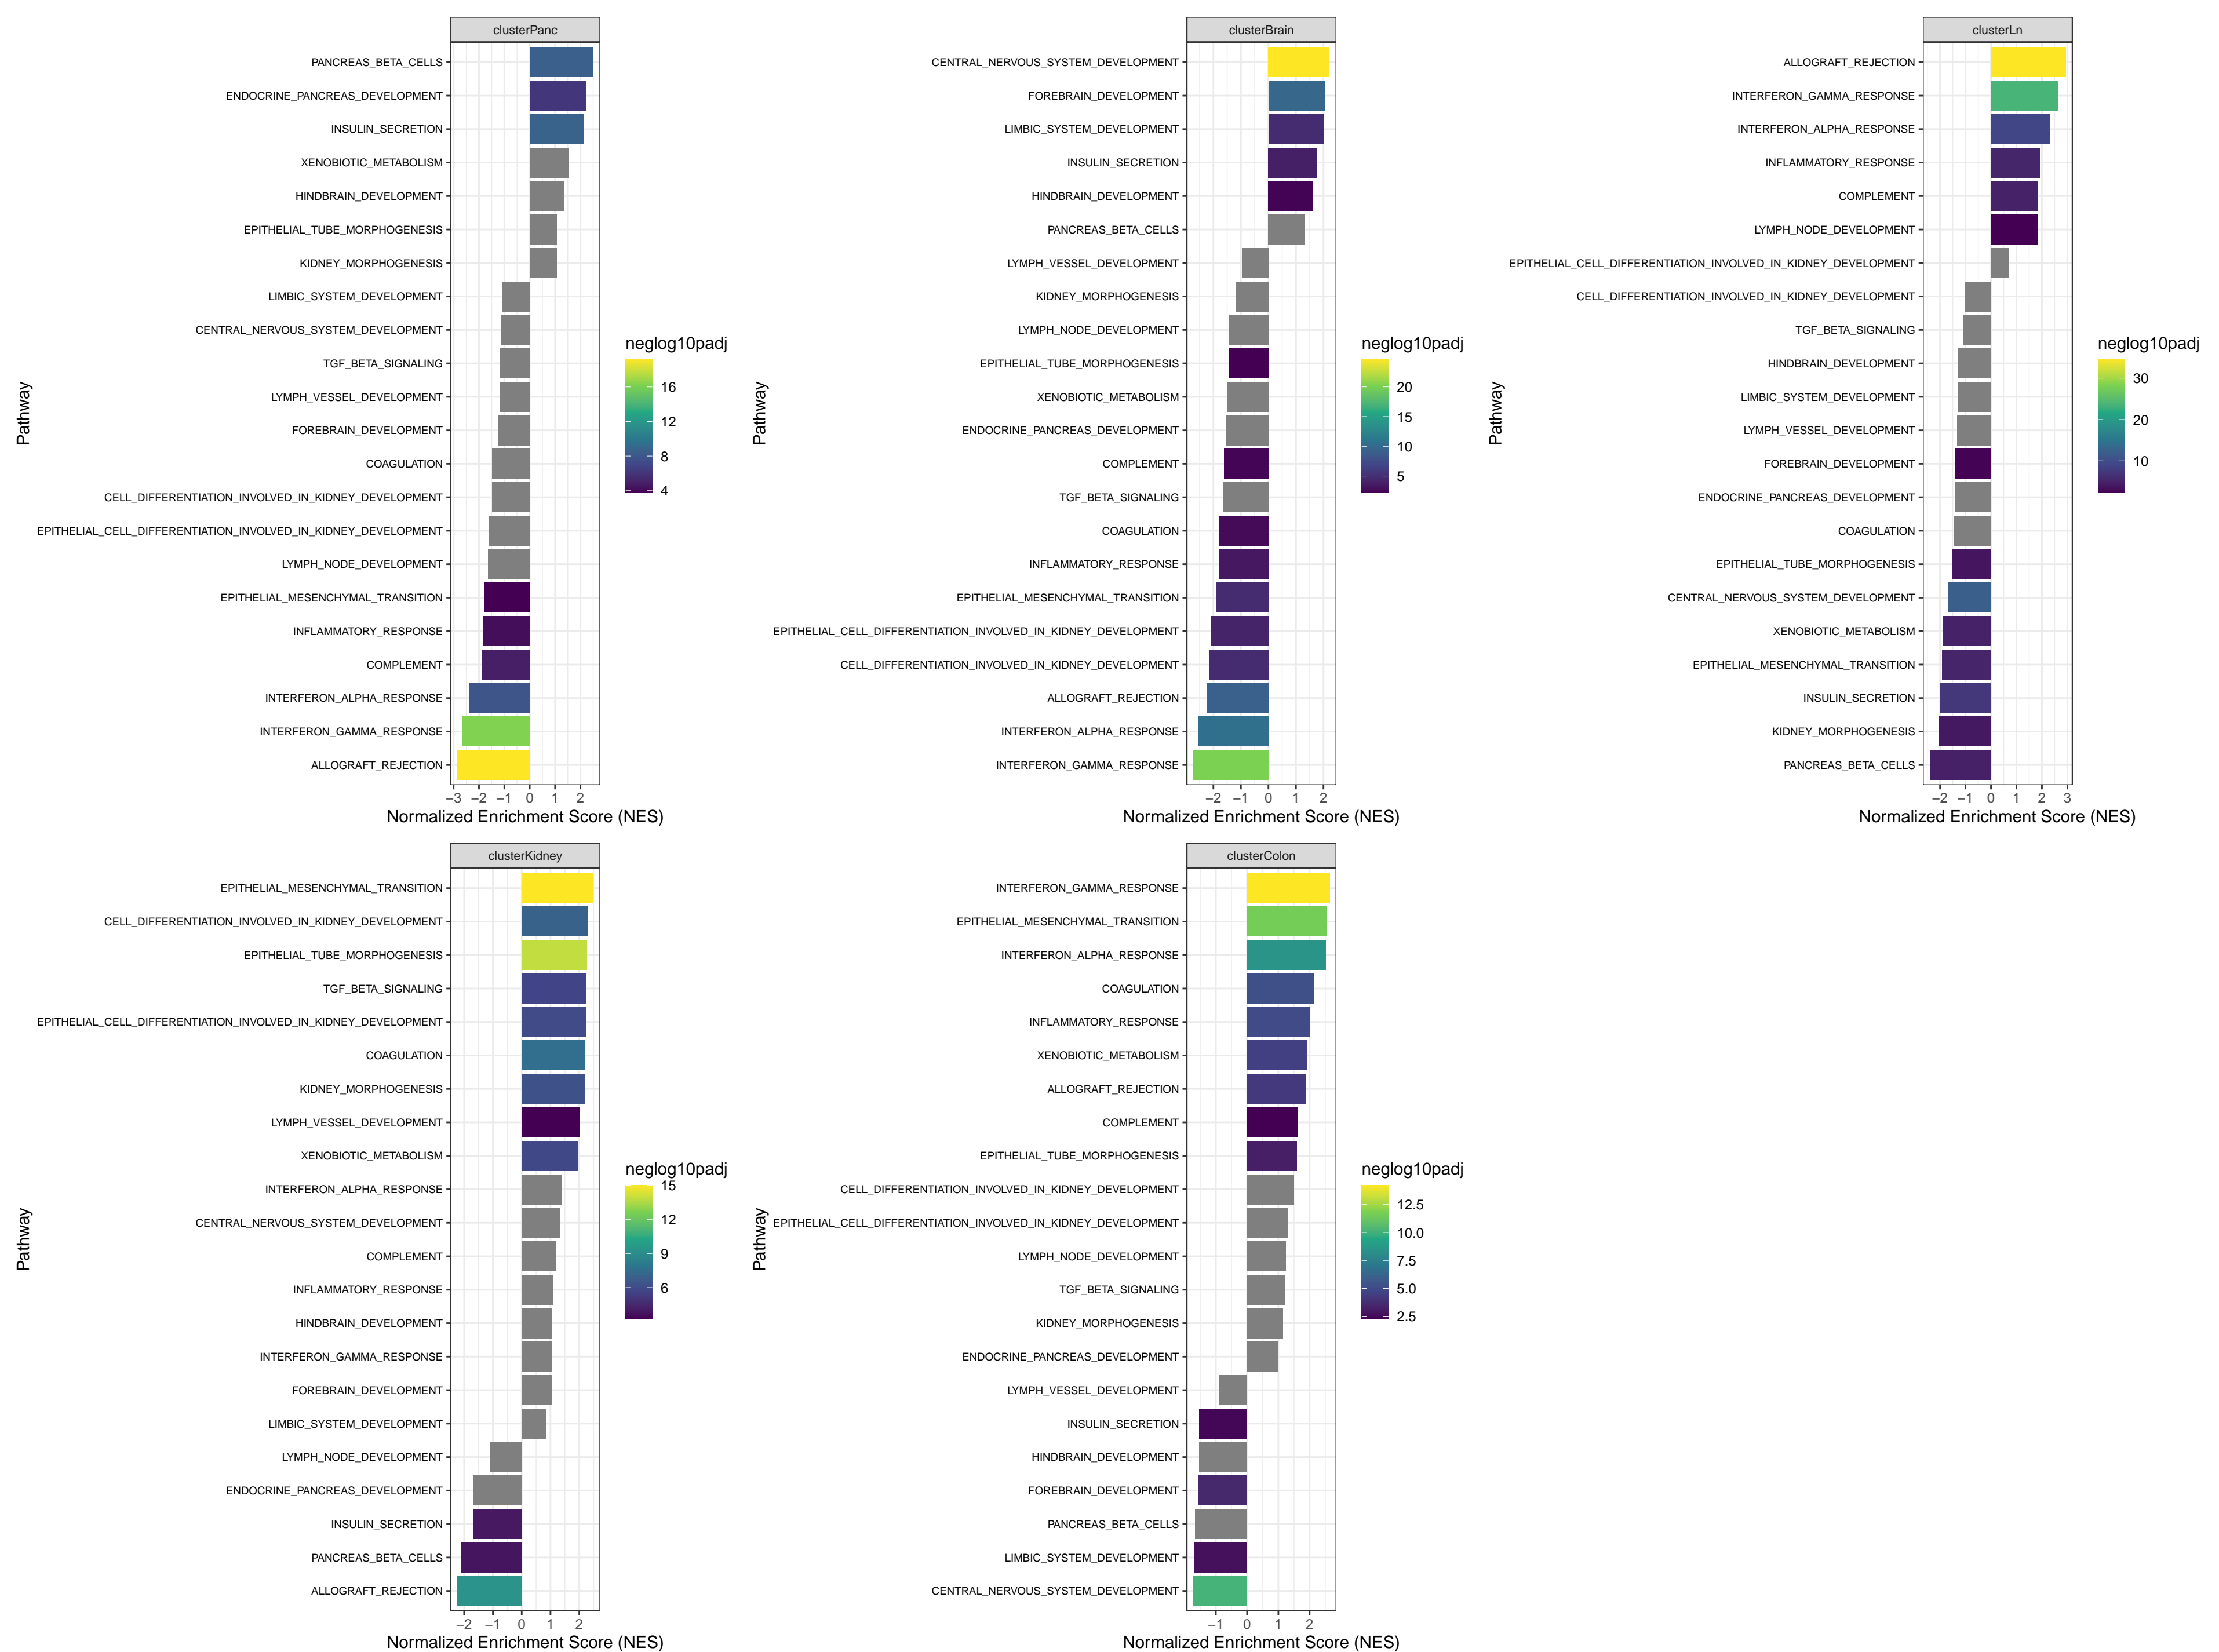 clusterPanc
PANCREAS_BETA_CELLS
ENDOCRINE_PANCREAS_DEVELOPMENT
INSULIN_SECRETION
XENOBIOTIC_METABOLISM
HINDBRAIN_DEVELOPMENT
EPITHELIAL_TUBE_MORPHOGENESIS
KIDNEY_MORPHOGENESIS
LIMBIC_SYSTEM_DEVELOPMENT
CENTRAL_NERVOUS_SYSTEM_DEVELOPMENT
TGF_BETA_SIGNALING
LYMPH_VESSEL_DEVELOPMENT
FOREBRAIN_DEVELOPMENT
COAGULATION
CELL_DIFFERENTIATION_INVOLVED_IN_KIDNEY_DEVELOPMENT
EPITHELIAL_CELL_DIFFERENTIATION_INVOLVED_IN_KIDNEY_DEVELOPMENT
LYMPH_NODE_DEVELOPMENT
EPITHELIAL_MESENCHYMAL_TRANSITION
INFLAMMATORY_RESPONSE
COMPLEMENT
INTERFERON_ALPHA_RESPONSE
INTERFERON_GAMMA_RESPONSE
ALLOGRAFT_REJECTION
−3 −2 −1 0 1 2
Normalized Enrichment Score (NES)
Pathway
neglog10padj
16
12
8
4
clusterBrain
CENTRAL_NERVOUS_SYSTEM_DEVELOPMENT
FOREBRAIN_DEVELOPMENT
LIMBIC_SYSTEM_DEVELOPMENT
INSULIN_SECRETION
HINDBRAIN_DEVELOPMENT
PANCREAS_BETA_CELLS
LYMPH_VESSEL_DEVELOPMENT
KIDNEY_MORPHOGENESIS
LYMPH_NODE_DEVELOPMENT
EPITHELIAL_TUBE_MORPHOGENESIS
XENOBIOTIC_METABOLISM
ENDOCRINE_PANCREAS_DEVELOPMENT
COMPLEMENT
TGF_BETA_SIGNALING
COAGULATION
INFLAMMATORY_RESPONSE
EPITHELIAL_MESENCHYMAL_TRANSITION
EPITHELIAL_CELL_DIFFERENTIATION_INVOLVED_IN_KIDNEY_DEVELOPMENT
CELL_DIFFERENTIATION_INVOLVED_IN_KIDNEY_DEVELOPMENT
ALLOGRAFT_REJECTION
INTERFERON_ALPHA_RESPONSE
INTERFERON_GAMMA_RESPONSE
−2 −1 0 1 2
Normalized Enrichment Score (NES)
Pathway
neglog10padj
20
15
10
5
clusterLn
ALLOGRAFT_REJECTION
INTERFERON_GAMMA_RESPONSE
INTERFERON_ALPHA_RESPONSE
INFLAMMATORY_RESPONSE
COMPLEMENT
LYMPH_NODE_DEVELOPMENT
EPITHELIAL_CELL_DIFFERENTIATION_INVOLVED_IN_KIDNEY_DEVELOPMENT
CELL_DIFFERENTIATION_INVOLVED_IN_KIDNEY_DEVELOPMENT
TGF_BETA_SIGNALING
HINDBRAIN_DEVELOPMENT
LIMBIC_SYSTEM_DEVELOPMENT
LYMPH_VESSEL_DEVELOPMENT
FOREBRAIN_DEVELOPMENT
ENDOCRINE_PANCREAS_DEVELOPMENT
COAGULATION
EPITHELIAL_TUBE_MORPHOGENESIS
CENTRAL_NERVOUS_SYSTEM_DEVELOPMENT
XENOBIOTIC_METABOLISM
EPITHELIAL_MESENCHYMAL_TRANSITION
INSULIN_SECRETION
KIDNEY_MORPHOGENESIS
PANCREAS_BETA_CELLS
−2 −1 0 1 2 3
Normalized Enrichment Score (NES)
Pathway
neglog10padj
30
20
10
clusterKidney
EPITHELIAL_MESENCHYMAL_TRANSITION
CELL_DIFFERENTIATION_INVOLVED_IN_KIDNEY_DEVELOPMENT
EPITHELIAL_TUBE_MORPHOGENESIS
TGF_BETA_SIGNALING
EPITHELIAL_CELL_DIFFERENTIATION_INVOLVED_IN_KIDNEY_DEVELOPMENT
COAGULATION
KIDNEY_MORPHOGENESIS
LYMPH_VESSEL_DEVELOPMENT
XENOBIOTIC_METABOLISM
INTERFERON_ALPHA_RESPONSE
CENTRAL_NERVOUS_SYSTEM_DEVELOPMENT
COMPLEMENT
INFLAMMATORY_RESPONSE
HINDBRAIN_DEVELOPMENT
INTERFERON_GAMMA_RESPONSE
FOREBRAIN_DEVELOPMENT
LIMBIC_SYSTEM_DEVELOPMENT
LYMPH_NODE_DEVELOPMENT
ENDOCRINE_PANCREAS_DEVELOPMENT
INSULIN_SECRETION
PANCREAS_BETA_CELLS
ALLOGRAFT_REJECTION
−2 −1 0 1 2
Normalized Enrichment Score (NES)
Pathway
neglog10padj
15
12
9
6
clusterColon
INTERFERON_GAMMA_RESPONSE
EPITHELIAL_MESENCHYMAL_TRANSITION
INTERFERON_ALPHA_RESPONSE
COAGULATION
INFLAMMATORY_RESPONSE
XENOBIOTIC_METABOLISM
ALLOGRAFT_REJECTION
COMPLEMENT
EPITHELIAL_TUBE_MORPHOGENESIS
CELL_DIFFERENTIATION_INVOLVED_IN_KIDNEY_DEVELOPMENT
EPITHELIAL_CELL_DIFFERENTIATION_INVOLVED_IN_KIDNEY_DEVELOPMENT
LYMPH_NODE_DEVELOPMENT
TGF_BETA_SIGNALING
KIDNEY_MORPHOGENESIS
ENDOCRINE_PANCREAS_DEVELOPMENT
LYMPH_VESSEL_DEVELOPMENT
INSULIN_SECRETION
HINDBRAIN_DEVELOPMENT
FOREBRAIN_DEVELOPMENT
PANCREAS_BETA_CELLS
LIMBIC_SYSTEM_DEVELOPMENT
CENTRAL_NERVOUS_SYSTEM_DEVELOPMENT
−1 0 1 2
Normalized Enrichment Score (NES)
Pathway
neglog10padj
12.5
10.0
7.5
5.0
2.5